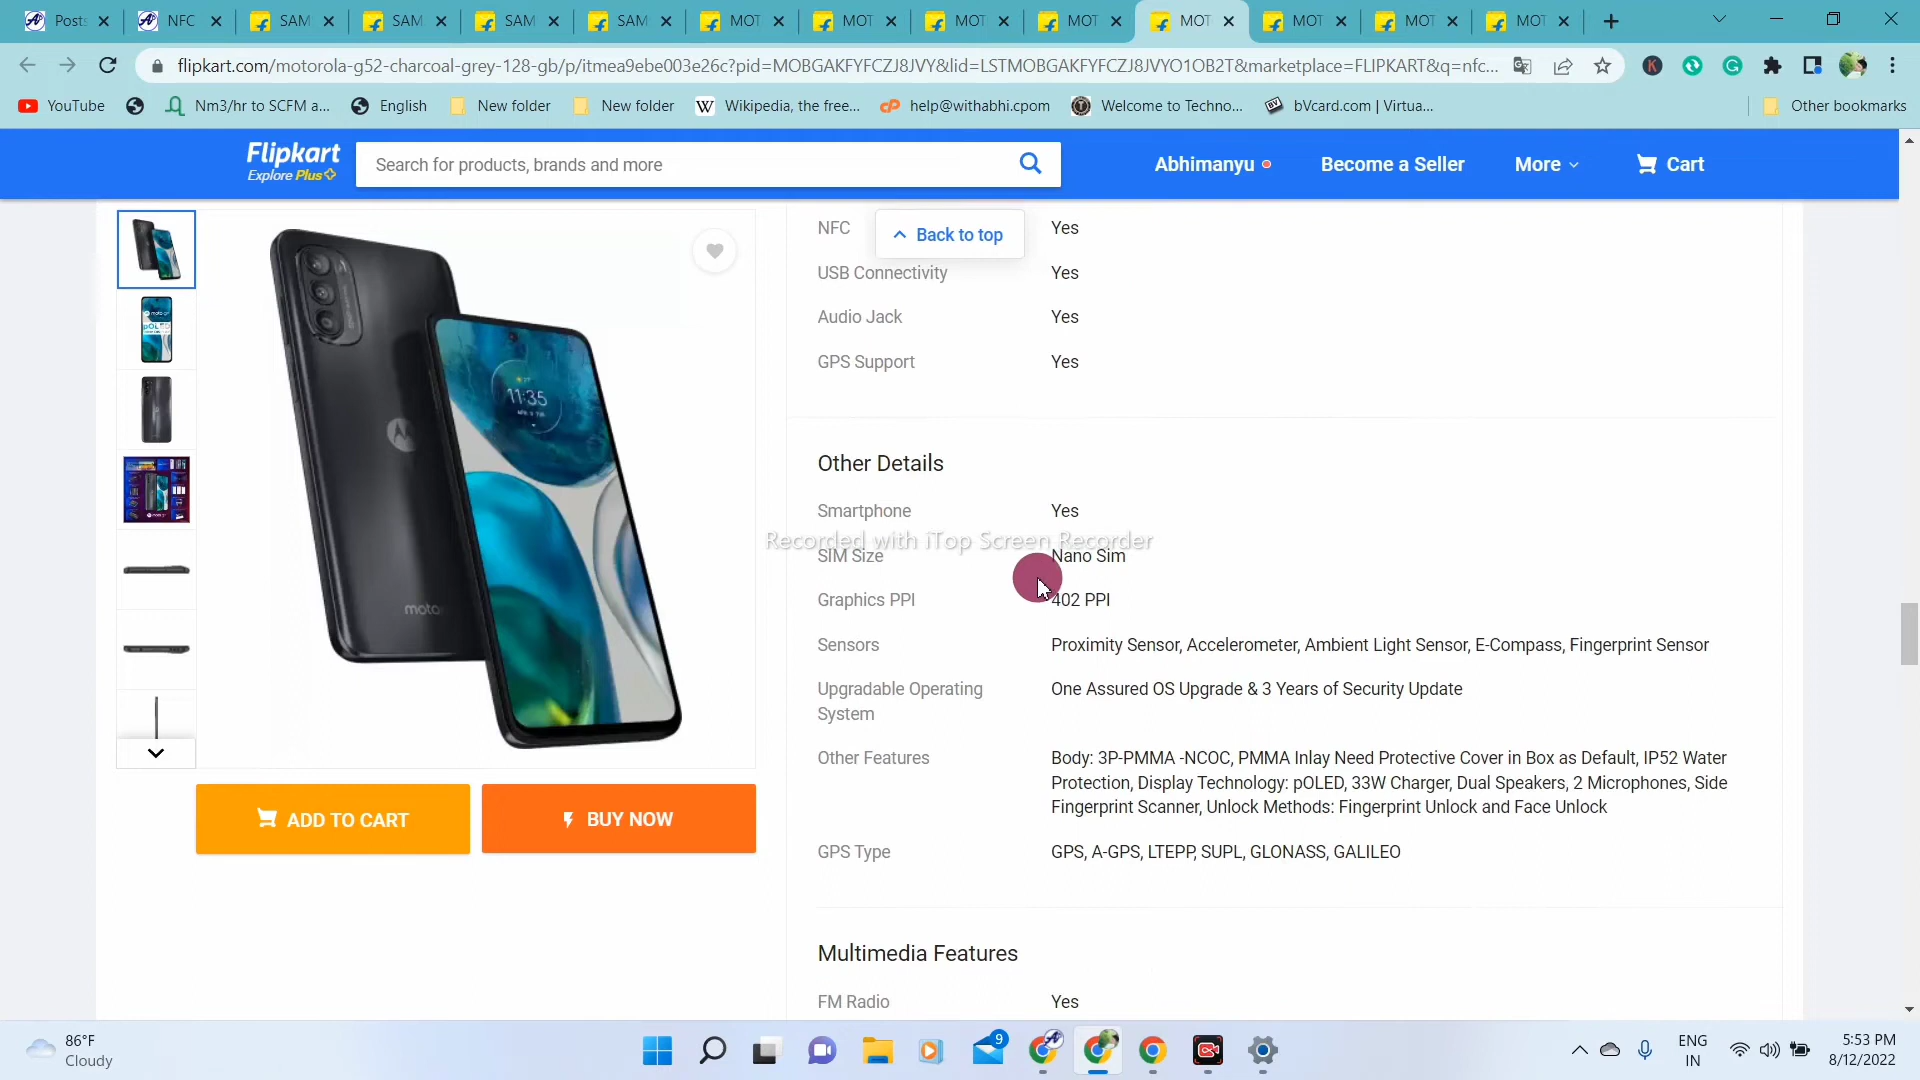 Posts NFC SAM SAM SAM SAM MOT MOT MOT MOT MOT MOT MOT MOT
flipkart.com/motorola-g52-charcoal-grey-128-gb/p/itmea9ebe003e26c?pid=MOBGAKFYFCZJ8JVY&lid=LSTMOBGAKFYFCZJ8JVYO1OB2T&marketplace=FLIPKART&q=nfc...
YouTube Nm3/hr to SCFM a... English New folder New folder Wikipedia, the free... help@withabhi.cpom Welcome to Techno... bVcard.com | Virtua... Other bookmarks
Flipkart
Explore Plus
Search for products, brands and more
Abhimanyu Become a Seller More Cart
NFC Yes
Back to top
USB Connectivity Yes
Audio Jack Yes
GPS Support Yes
Other Details
Smartphone Yes
Recorded with iTop Screen Recorder
SIM Size Nano Sim
Graphics PPI 402 PPI
Sensors Proximity Sensor, Accelerometer, Ambient Light Sensor, E-Compass, Fingerprint Sensor
Upgradable Operating One Assured OS Upgrade & 3 Years of Security Update
System
Other Features Body: 3P-PMMA -NCOC, PMMA Inlay Need Protective Cover in Box as Default, IP52 Water
Protection, Display Technology: pOLED, 33W Charger, Dual Speakers, 2 Microphones, Side
Fingerprint Scanner, Unlock Methods: Fingerprint Unlock and Face Unlock
GPS Type GPS, A-GPS, LTEPP, SUPL, GLONASS, GALILEO
Multimedia Features
FM Radio Yes
11:35
moto
ADD TO CART BUY NOW
86°F
Cloudy
9
ENG
IN
5:53 PM
8/12/2022